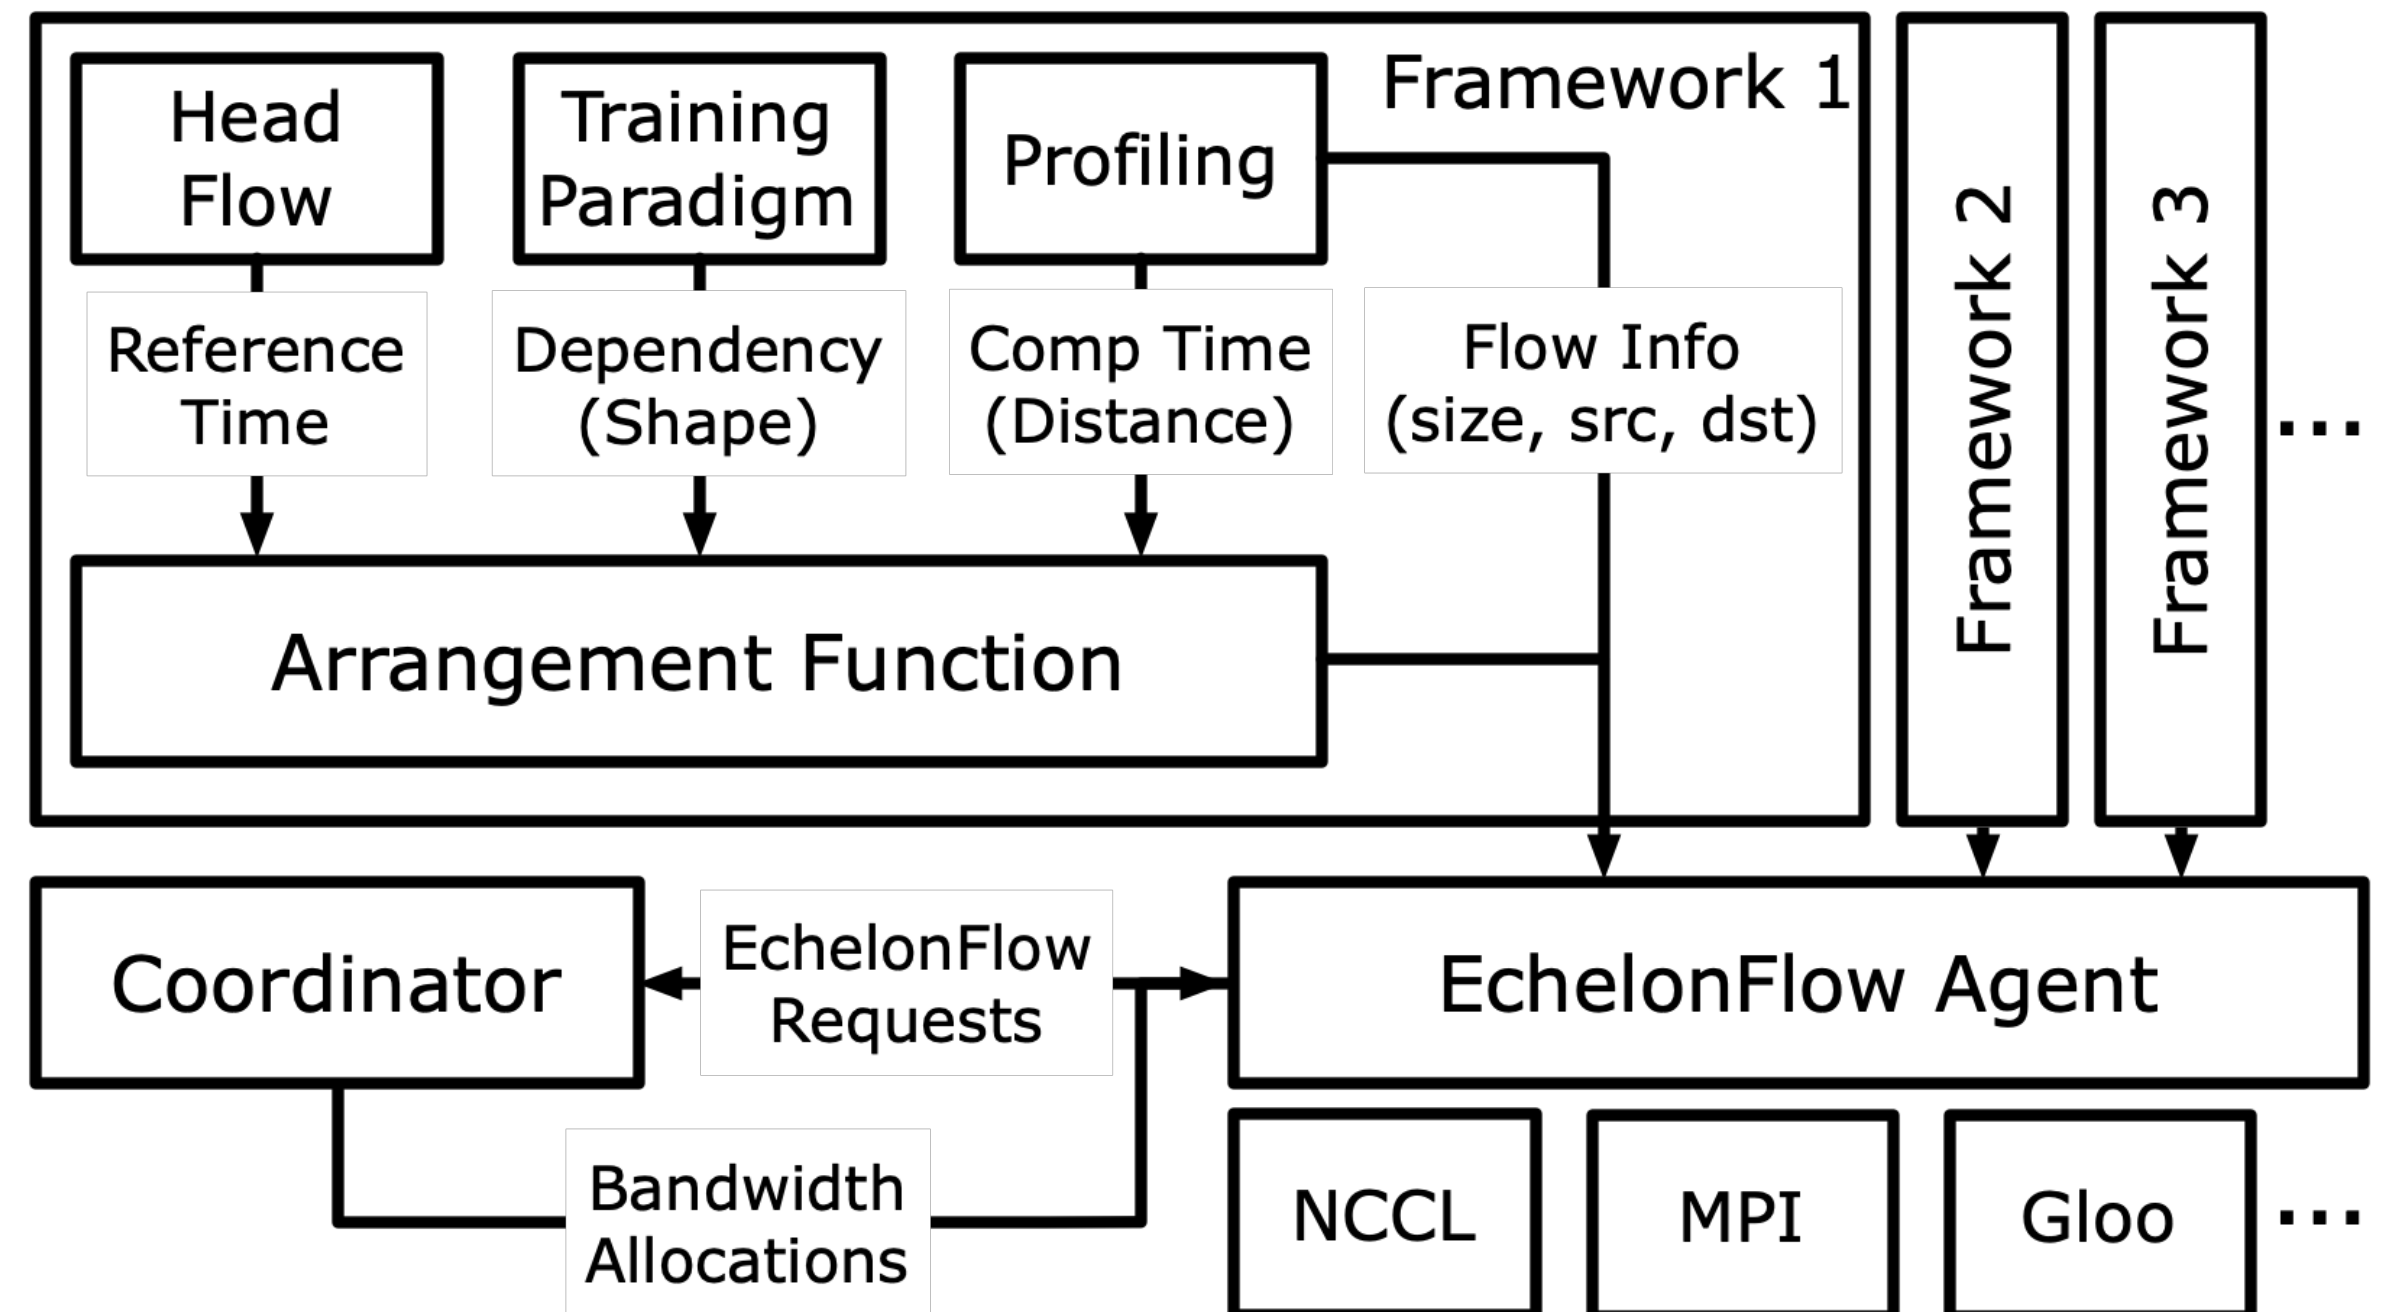 Head
Flow
Training
Paradigm
Profiling
Framework 1
Framework 2
Framework 3
Reference
Time
Dependency
(Shape)
Comp Time
(Distance)
Flow Info
(size, src, dst)
...
Arrangement Function
Coordinator
EchelonFlow
Requests
EchelonFlow Agent
Bandwidth
Allocations
NCCL
MPI
Gloo
...